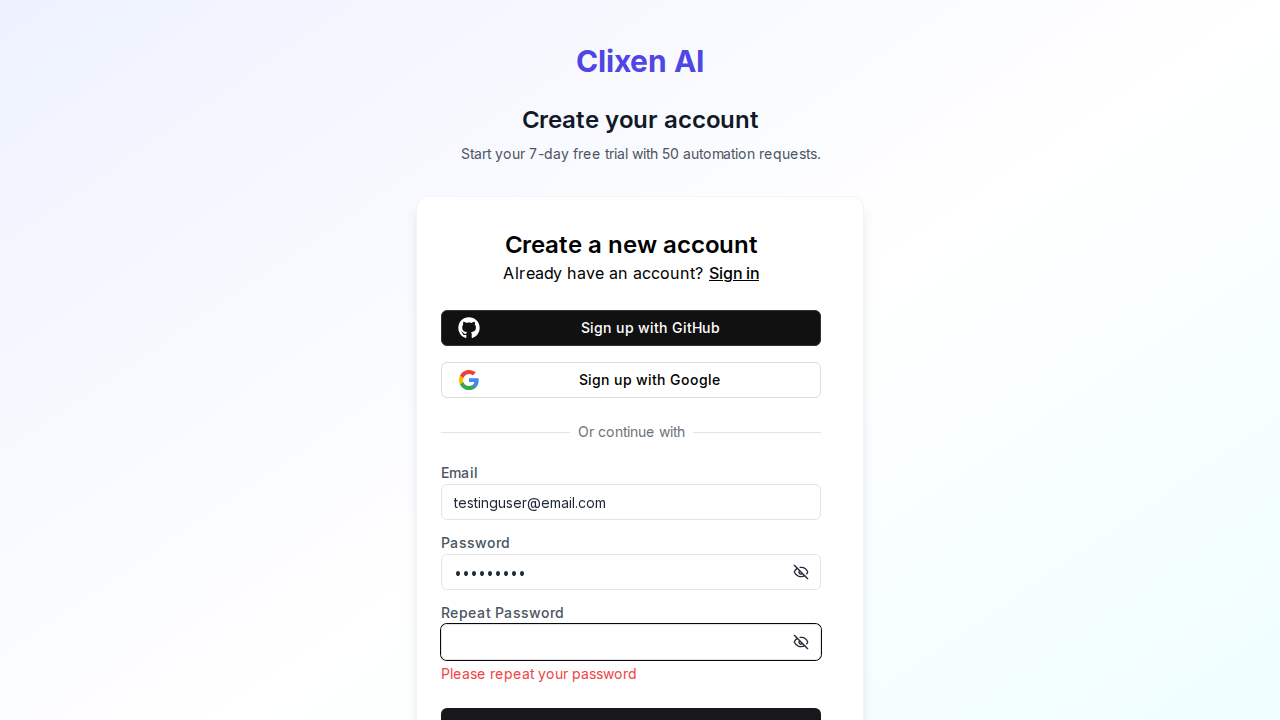 Clixen AI
Create your account
Start your 7-day free trial with 50 automation requests.
Create a new account
Already have an account? Sign in
Sign up with GitHub
Sign up with Google
Or continue with
Email
testinguser@email.com
Password
•••••••••
Repeat Password
Please repeat your password